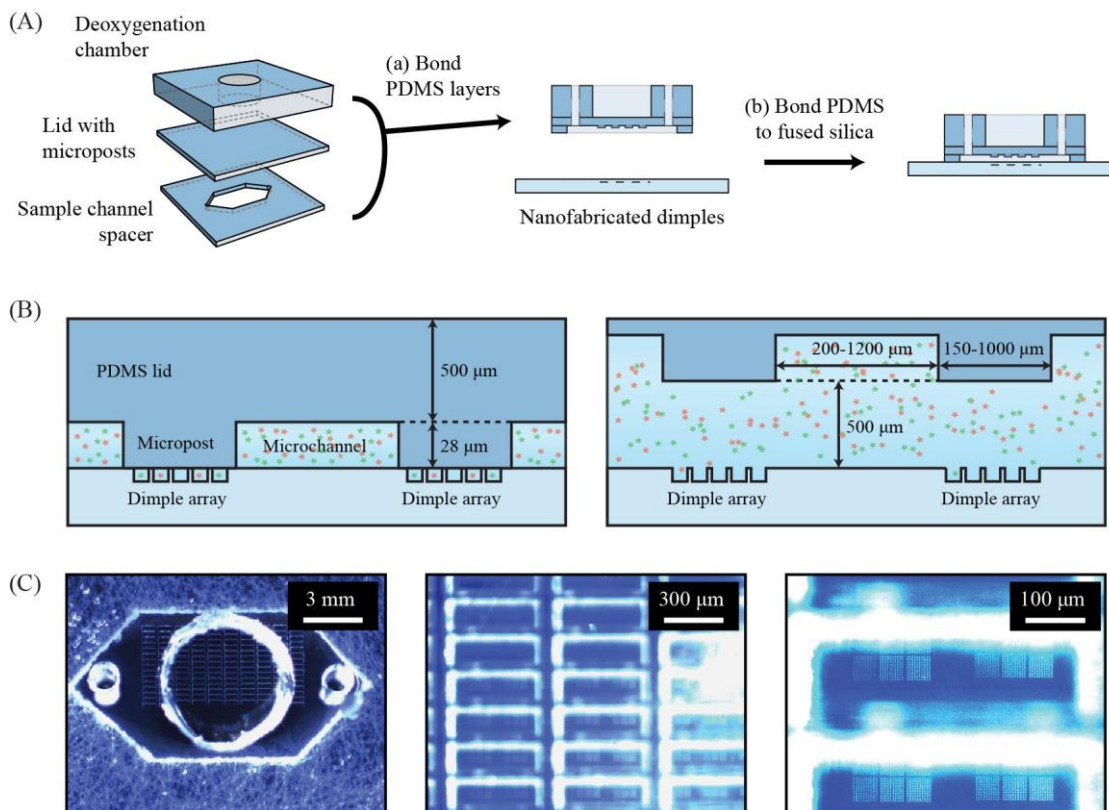 (A)
Deoxygenation
chamber
Lid with
microposts
Sample channel
spacer
(a) Bond
PDMS layers
Nanofabricated dimples
(b) Bond PDMS
to fused silica
(B)
PDMS lid
500 μm
Micropost
Microchannel
28 μm
Dimple array
Dimple array
200-1200 μm
150-1000 μm
500 μm
Dimple array
Dimple array
(C)
3 mm
300 μm
100 μm